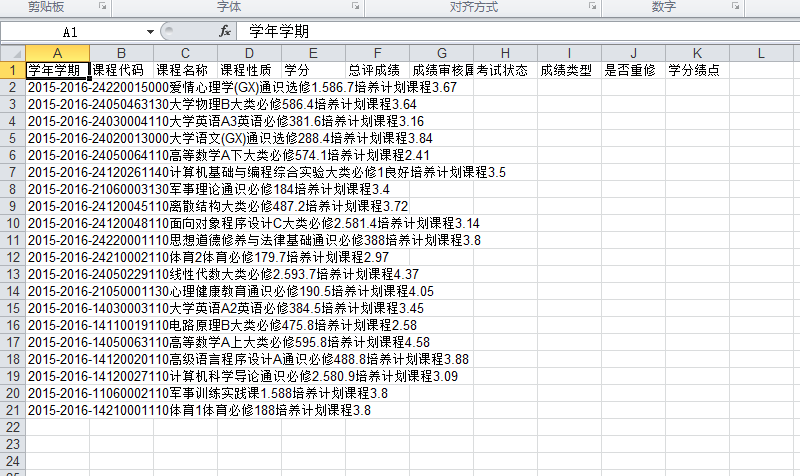 剪贴板 字体 对齐方式 数字
A1 fx 学年学期
A B C D E F G H I J K L
1 学年学期 课程代码 课程名称 课程性质 学分 总评成绩 成绩审核属 考试状态 成绩类型 是否重修 学分绩点
2 2015-2016-24220015000爱情心理学(GX)通识选修1.586.7培养计划课程3.67
3 2015-2016-24050463130大学物理B大类必修586.4培养计划课程3.64
4 2015-2016-24030004110大学英语A3英语必修381.6培养计划课程3.16
5 2015-2016-24020013000大学语文(GX)通识选修288.4培养计划课程3.84
6 2015-2016-24050064110高等数学A下大类必修574.1培养计划课程2.41
7 2015-2016-24120261140计算机基础与编程综合实验大类必修1良好培养计划课程3.5
8 2015-2016-21060003130军事理论通识必修184培养计划课程3.4
9 2015-2016-24120045110离散结构大类必修487.2培养计划课程3.72
10 2015-2016-24120048110面向对象程序设计C大类必修2.581.4培养计划课程3.14
11 2015-2016-24220001110思想道德修养与法律基础通识必修388培养计划课程3.8
12 2015-2016-24210002110体育2体育必修179.7培养计划课程2.97
13 2015-2016-24050229110线性代数大类必修2.593.7培养计划课程4.37
14 2015-2016-21050001130心理健康教育通识必修190.5培养计划课程4.05
15 2015-2016-14030003110大学英语A2英语必修384.5培养计划课程3.45
16 2015-2016-14110019110电路原理B大类必修475.8培养计划课程2.58
17 2015-2016-14050063110高等数学A上大类必修595.8培养计划课程4.58
18 2015-2016-14120020110高级语言程序设计A通识必修488.8培养计划课程3.88
19 2015-2016-14120027110计算机科学导论通识必修2.580.9培养计划课程3.09
20 2015-2016-11060002110军事训练实践课1.588培养计划课程3.8
21 2015-2016-14210001110体育1体育必修188培养计划课程3.8
22
23
24